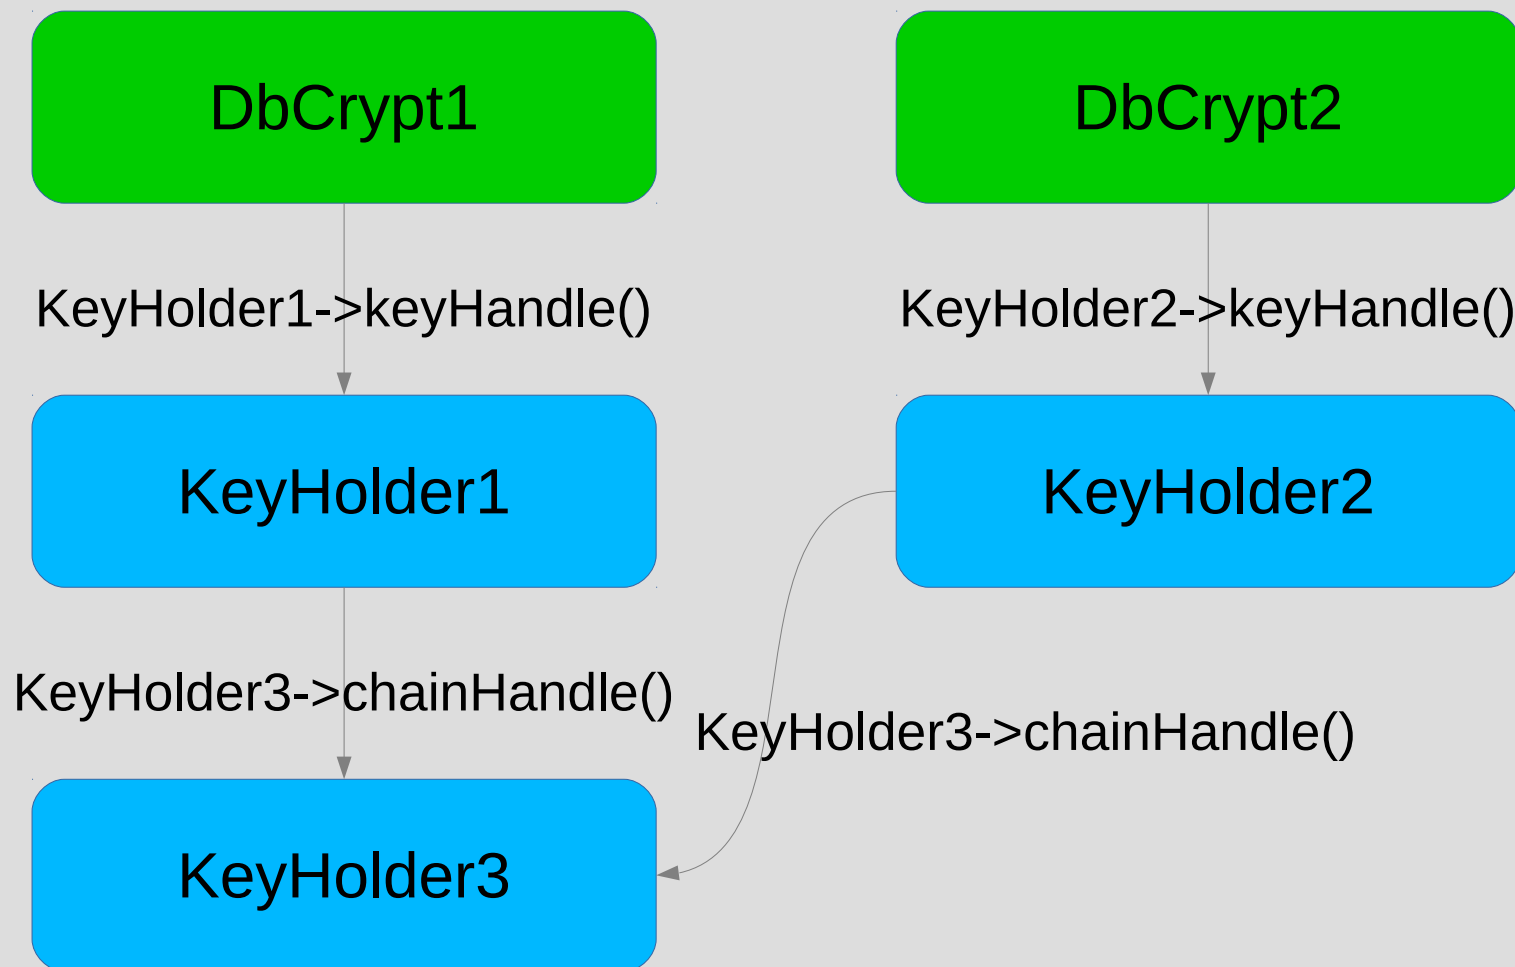 DbCrypt1
DbCrypt2
KeyHolder1->keyHandle()
KeyHolder2->keyHandle()
KeyHolder1
KeyHolder2
KeyHolder3->chainHandle()
KeyHolder3->chainHandle()
KeyHolder3